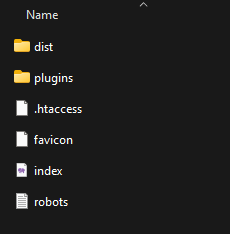 Name
dist
plugins
.htaccess
favicon
index
robots